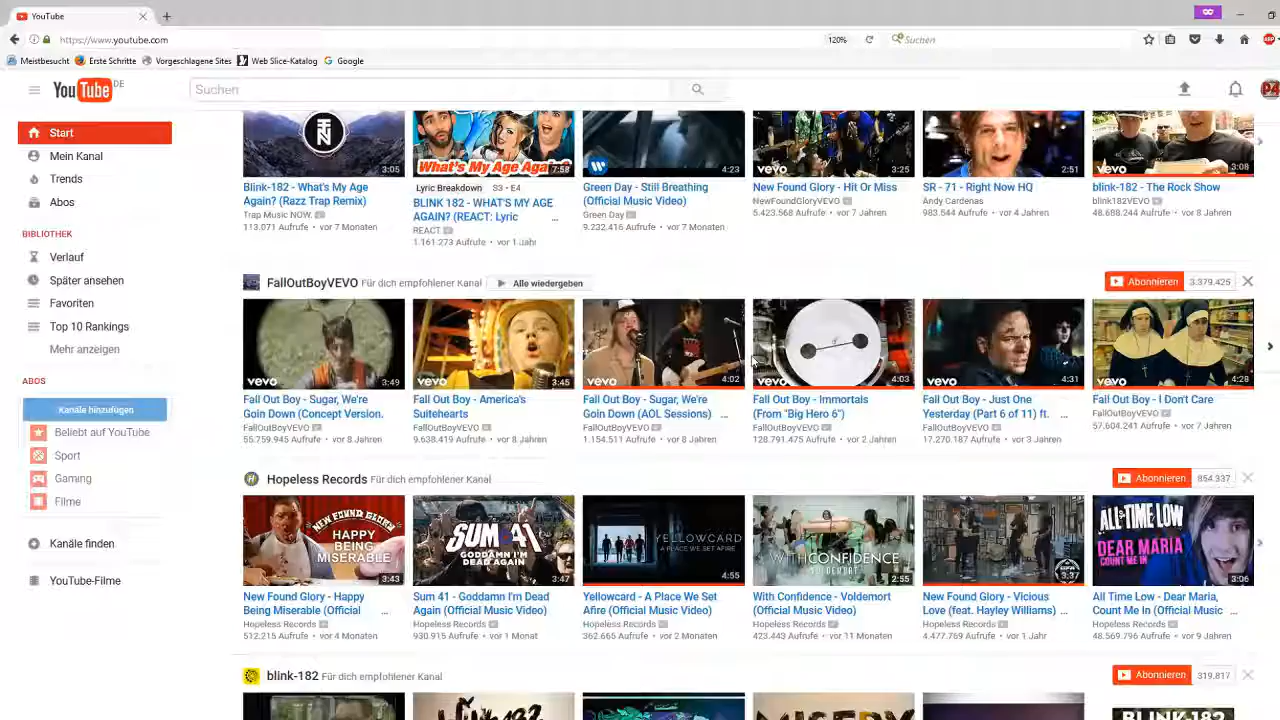 YouTube
https://www.youtube.com
120%
Suchen
Meistbesucht
Erste Schritte
Vorgeschlagene Sites
Web Slice-Katalog
Google
YouTube DE
Suchen
Start
Mein Kanal
Trends
Abos
BIBLIOTHEK
Verlauf
Später ansehen
Favoriten
Top 10 Rankings
Mehr anzeigen
ABOS
Kanäle hinzufügen
Beliebt auf YouTube
Sport
Gaming
Filme
Kanäle finden
YouTube-Filme
3:05
Blink-182 - What's My
Age Again? (Razz Trap Remix)
Trap Music NOW.
113.071 Aufrufe • vor 7 Monaten
What's My Age Again
7:58
Lyric Breakdown S3 • E4
BLINK 182 - WHAT'S MY AGE
AGAIN? (REACT: Lyric ...
REACT
1.161.273 Aufrufe • vor 1 Jahr
4:23
Green Day - Still Breathing
(Official Music Video)
Green Day
9.232.416 Aufrufe • vor 7 Monaten
vevo
3:25
New Found Glory - Hit Or Miss
NewFoundGloryVEVO
5.423.568 Aufrufe • vor 7 Jahren
2:51
SR - 71 - Right Now HQ
Andy Cardenas
983.544 Aufrufe • vor 4 Jahren
vevo
3:08
blink-182 - The Rock Show
blink182VEVO
48.688.244 Aufrufe • vor 8 Jahren
FallOutBoyVEVO Für dich empfohlener Kanal
Alle wiedergeben
Abonnieren 3.379.425
vevo
3:49
Fall Out Boy - Sugar, We're
Goin Down (Concept Version.
FallOutBoyVEVO
55.759.945 Aufrufe • vor 8 Jahren
vevo
3:45
Fall Out Boy - America's
Suitehearts
FallOutBoyVEVO
9.638.419 Aufrufe • vor 8 Jahren
vevo
4:02
Fall Out Boy - Sugar, We're
Goin Down (AOL Sessions) ...
FallOutBoyVEVO
1.154.511 Aufrufe • vor 8 Jahren
vevo
4:03
Fall Out Boy - Immortals
(From "Big Hero 6")
FallOutBoyVEVO
128.791.475 Aufrufe • vor 2 Jahren
vevo
4:31
Fall Out Boy - Just One
Yesterday (Part 6 of 11) ft. ...
FallOutBoyVEVO
17.270.187 Aufrufe • vor 3 Jahren
vevo
4:28
Fall Out Boy - I Don't Care
FallOutBoyVEVO
57.604.241 Aufrufe • vor 7 Jahren
Hopeless Records Für dich empfohlener Kanal
Abonnieren 854.337
NEW FOUND GLORY
HAPPY
BEING
MISERABLE
3:43
New Found Glory - Happy
Being Miserable (Official ...
Hopeless Records
512.215 Aufrufe • vor 4 Monaten
SUM 41
GODDAMN I'M
DEAD AGAIN
3:47
Sum 41 - Goddamn I'm Dead
Again (Official Music Video)
Hopeless Records
930.915 Aufrufe • vor 1 Monat
YELLOWCARD
A PLACE WE SET AFIRE
4:55
Yellowcard - A Place We Set
Afire (Official Music Video)
Hopeless Records
362.665 Aufrufe • vor 2 Monaten
WITH CONFIDENCE
VOLDEMORT
2:55
With Confidence - Voldemort
(Official Music Video)
Hopeless Records
423.443 Aufrufe • vor 11 Monaten
3:37
New Found Glory - Vicious
Love (feat. Hayley Williams) ...
Hopeless Records
4.477.769 Aufrufe • vor 1 Jahr
ALL TIME LOW
DEAR MARIA
COUNT ME IN
3:06
All Time Low - Dear Maria,
Count Me In (Official Music ...
Hopeless Records
48.569.796 Aufrufe • vor 9 Jahren
blink-182 Für dich empfohlener Kanal
Abonnieren 319.817
BLINK-182